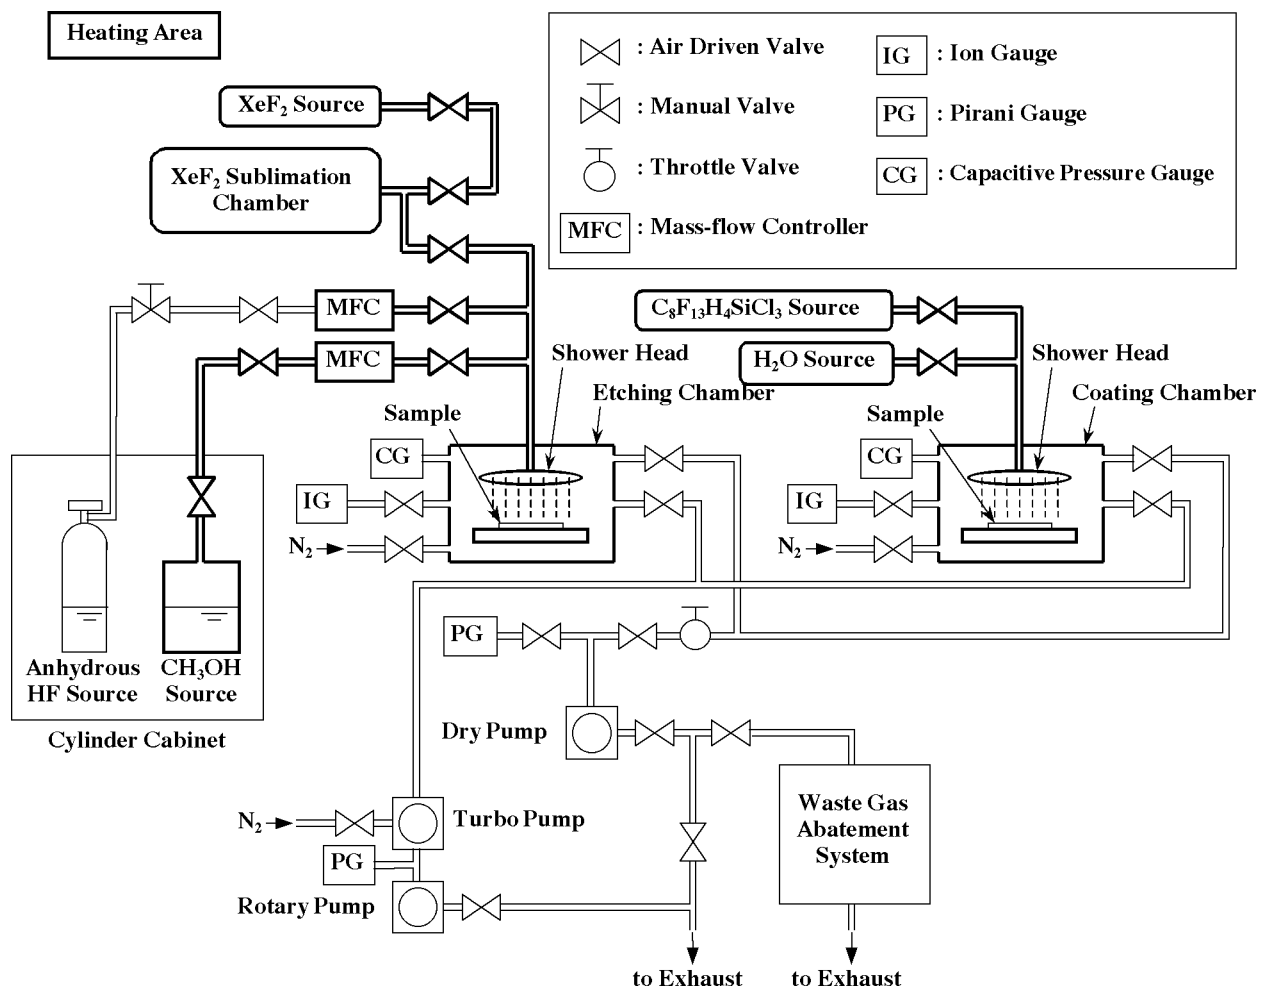 Heating Area
: Air Driven Valve
: Manual Valve
: Throttle Valve
MFC : Mass-flow Controller
IG : Ion Gauge
PG : Pirani Gauge
CG : Capacitive Pressure Gauge
XeF2 Source
XeF2 Sublimation
Chamber
MFC
MFC
C8F13H4SiCl3 Source
H2O Source
Shower Head
Etching Chamber
Sample
CG
IG
N2
Shower Head
Coating Chamber
Sample
CG
IG
N2
Anhydrous
HF Source
CH3OH
Source
Cylinder Cabinet
PG
Dry Pump
N2
Turbo Pump
PG
Rotary Pump
Waste Gas
Abatement
System
to Exhaust
to Exhaust